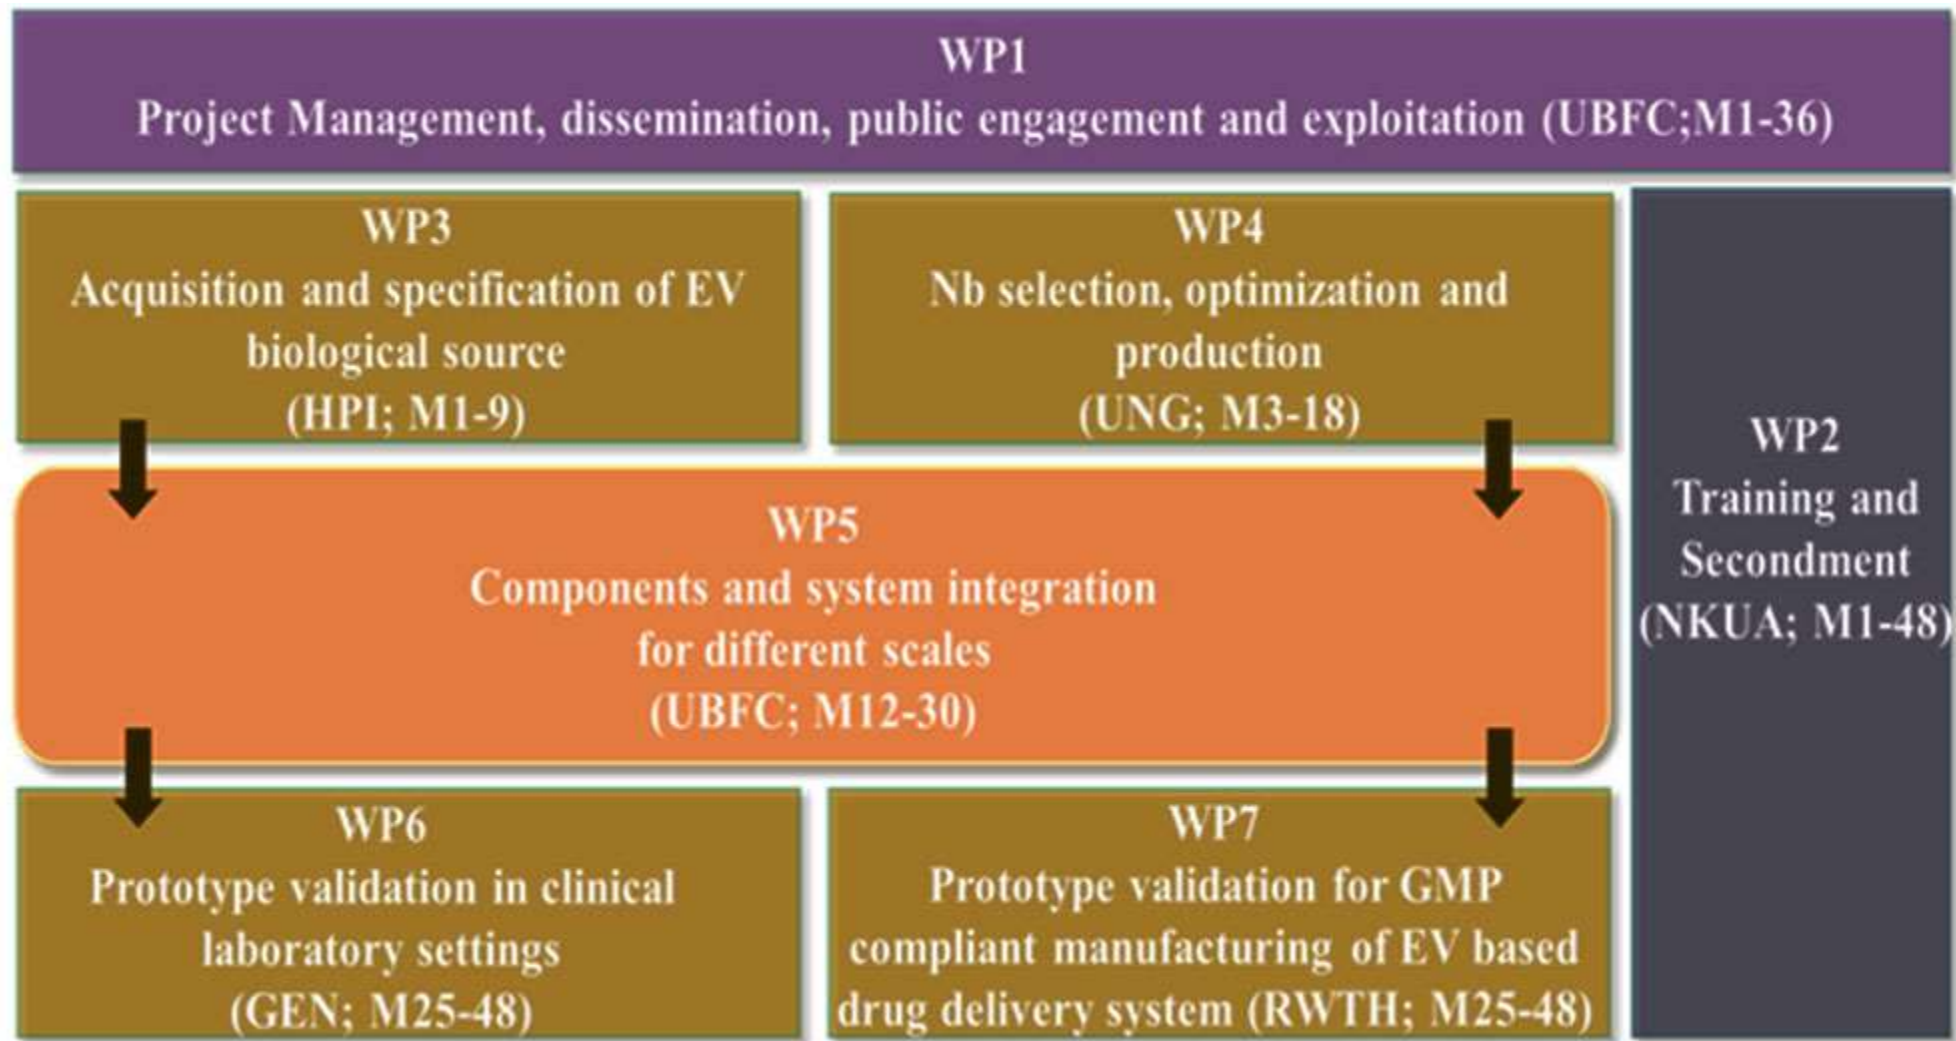 WP1
Project Management, dissemination, public engagement and exploitation (UBFC;M1-36)
WP3
Acquisition and specification of EV
biological source
(HPI; M1-9)
WP4
Nb selection, optimization and
production
(UNG; M3-18)
WP2
Training and
Secondment
(NKUA; M1-48)
WP5
Components and system integration
for different scales
(UBFC; M12-30)
WP6
Prototype validation in clinical
laboratory settings
(GEN; M25-48)
WP7
Prototype validation for GMP
compliant manufacturing of EV based
drug delivery system (RWTH; M25-48)